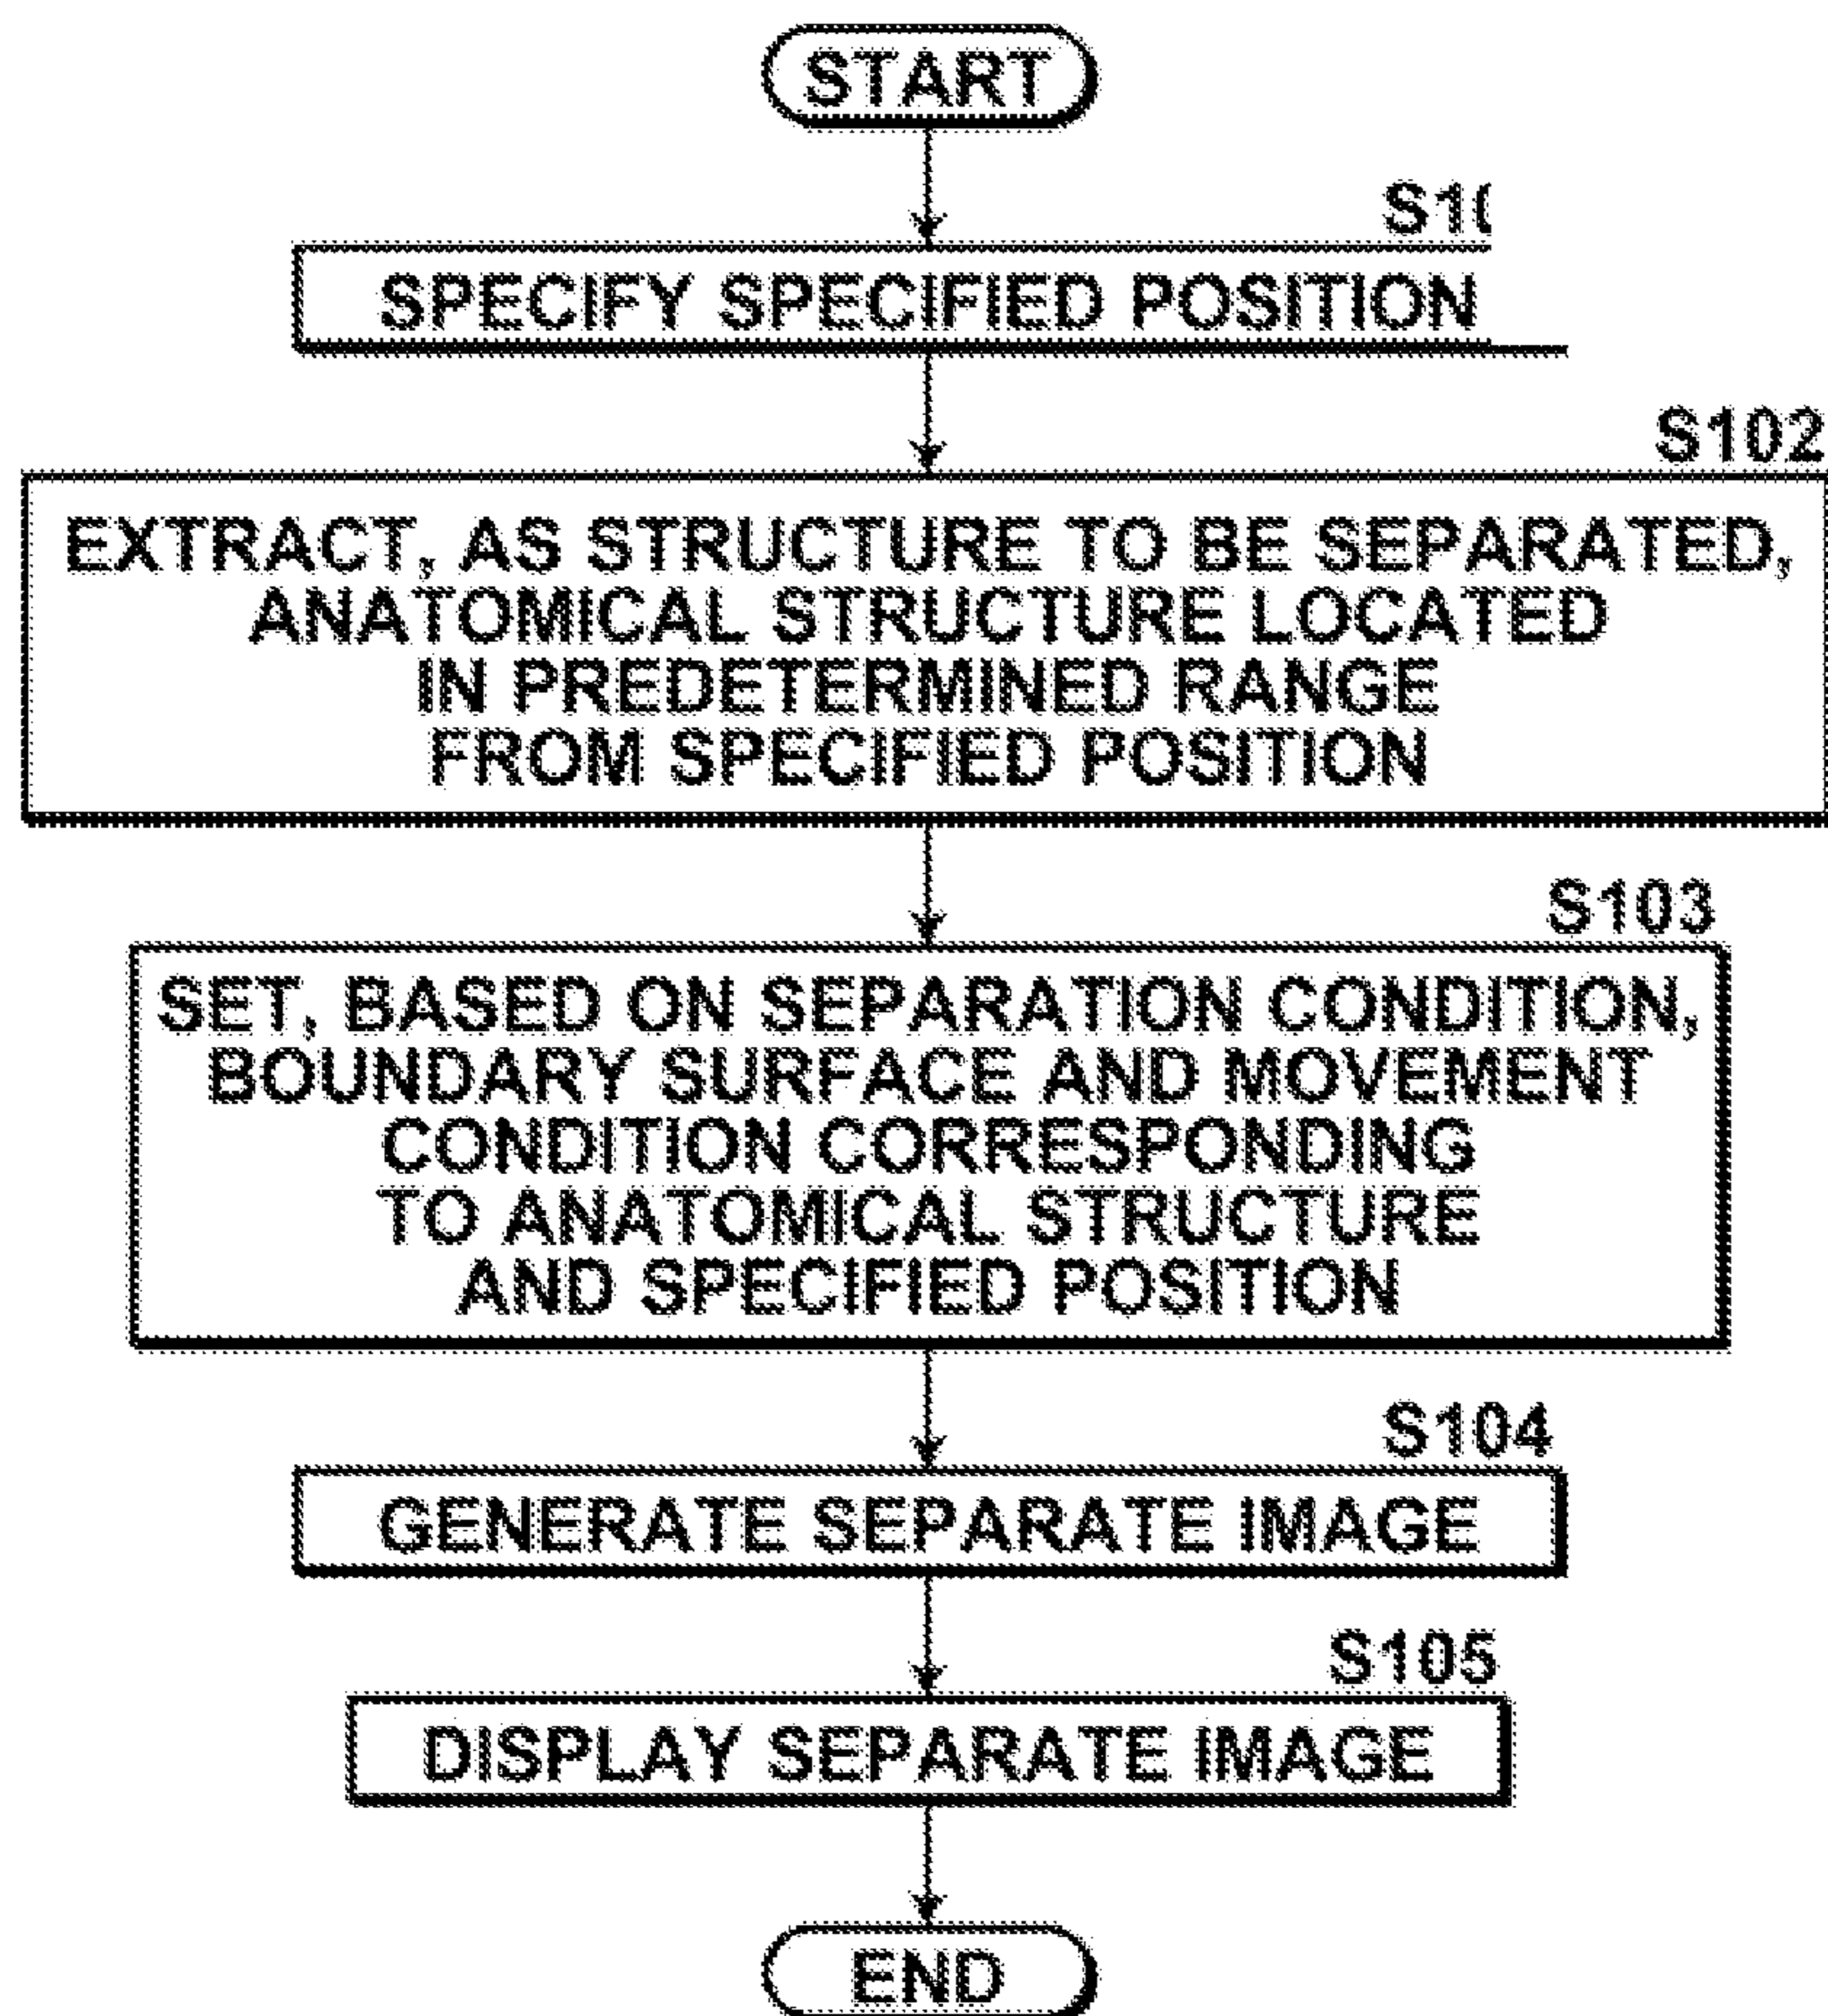 START
SPECIFY SPECIFIED POSITION
S102
EXTRACT, AS STRUCTURE TO BE SEPARATED,
ANATOMICAL STRUCTURE LOCATED
IN PREDETERMINED RANGE
FROM SPECIFIED POSITION
S103
SET, BASED ON SEPARATION CONDITION,
BOUNDARY SURFACE AND MOVEMENT
CONDITION CORRESPONDING
TO ANATOMICAL STRUCTURE
AND SPECIFIED POSITION
S104
GENERATE SEPARATE IMAGE
S105
DISPLAY SEPARATE IMAGE
END